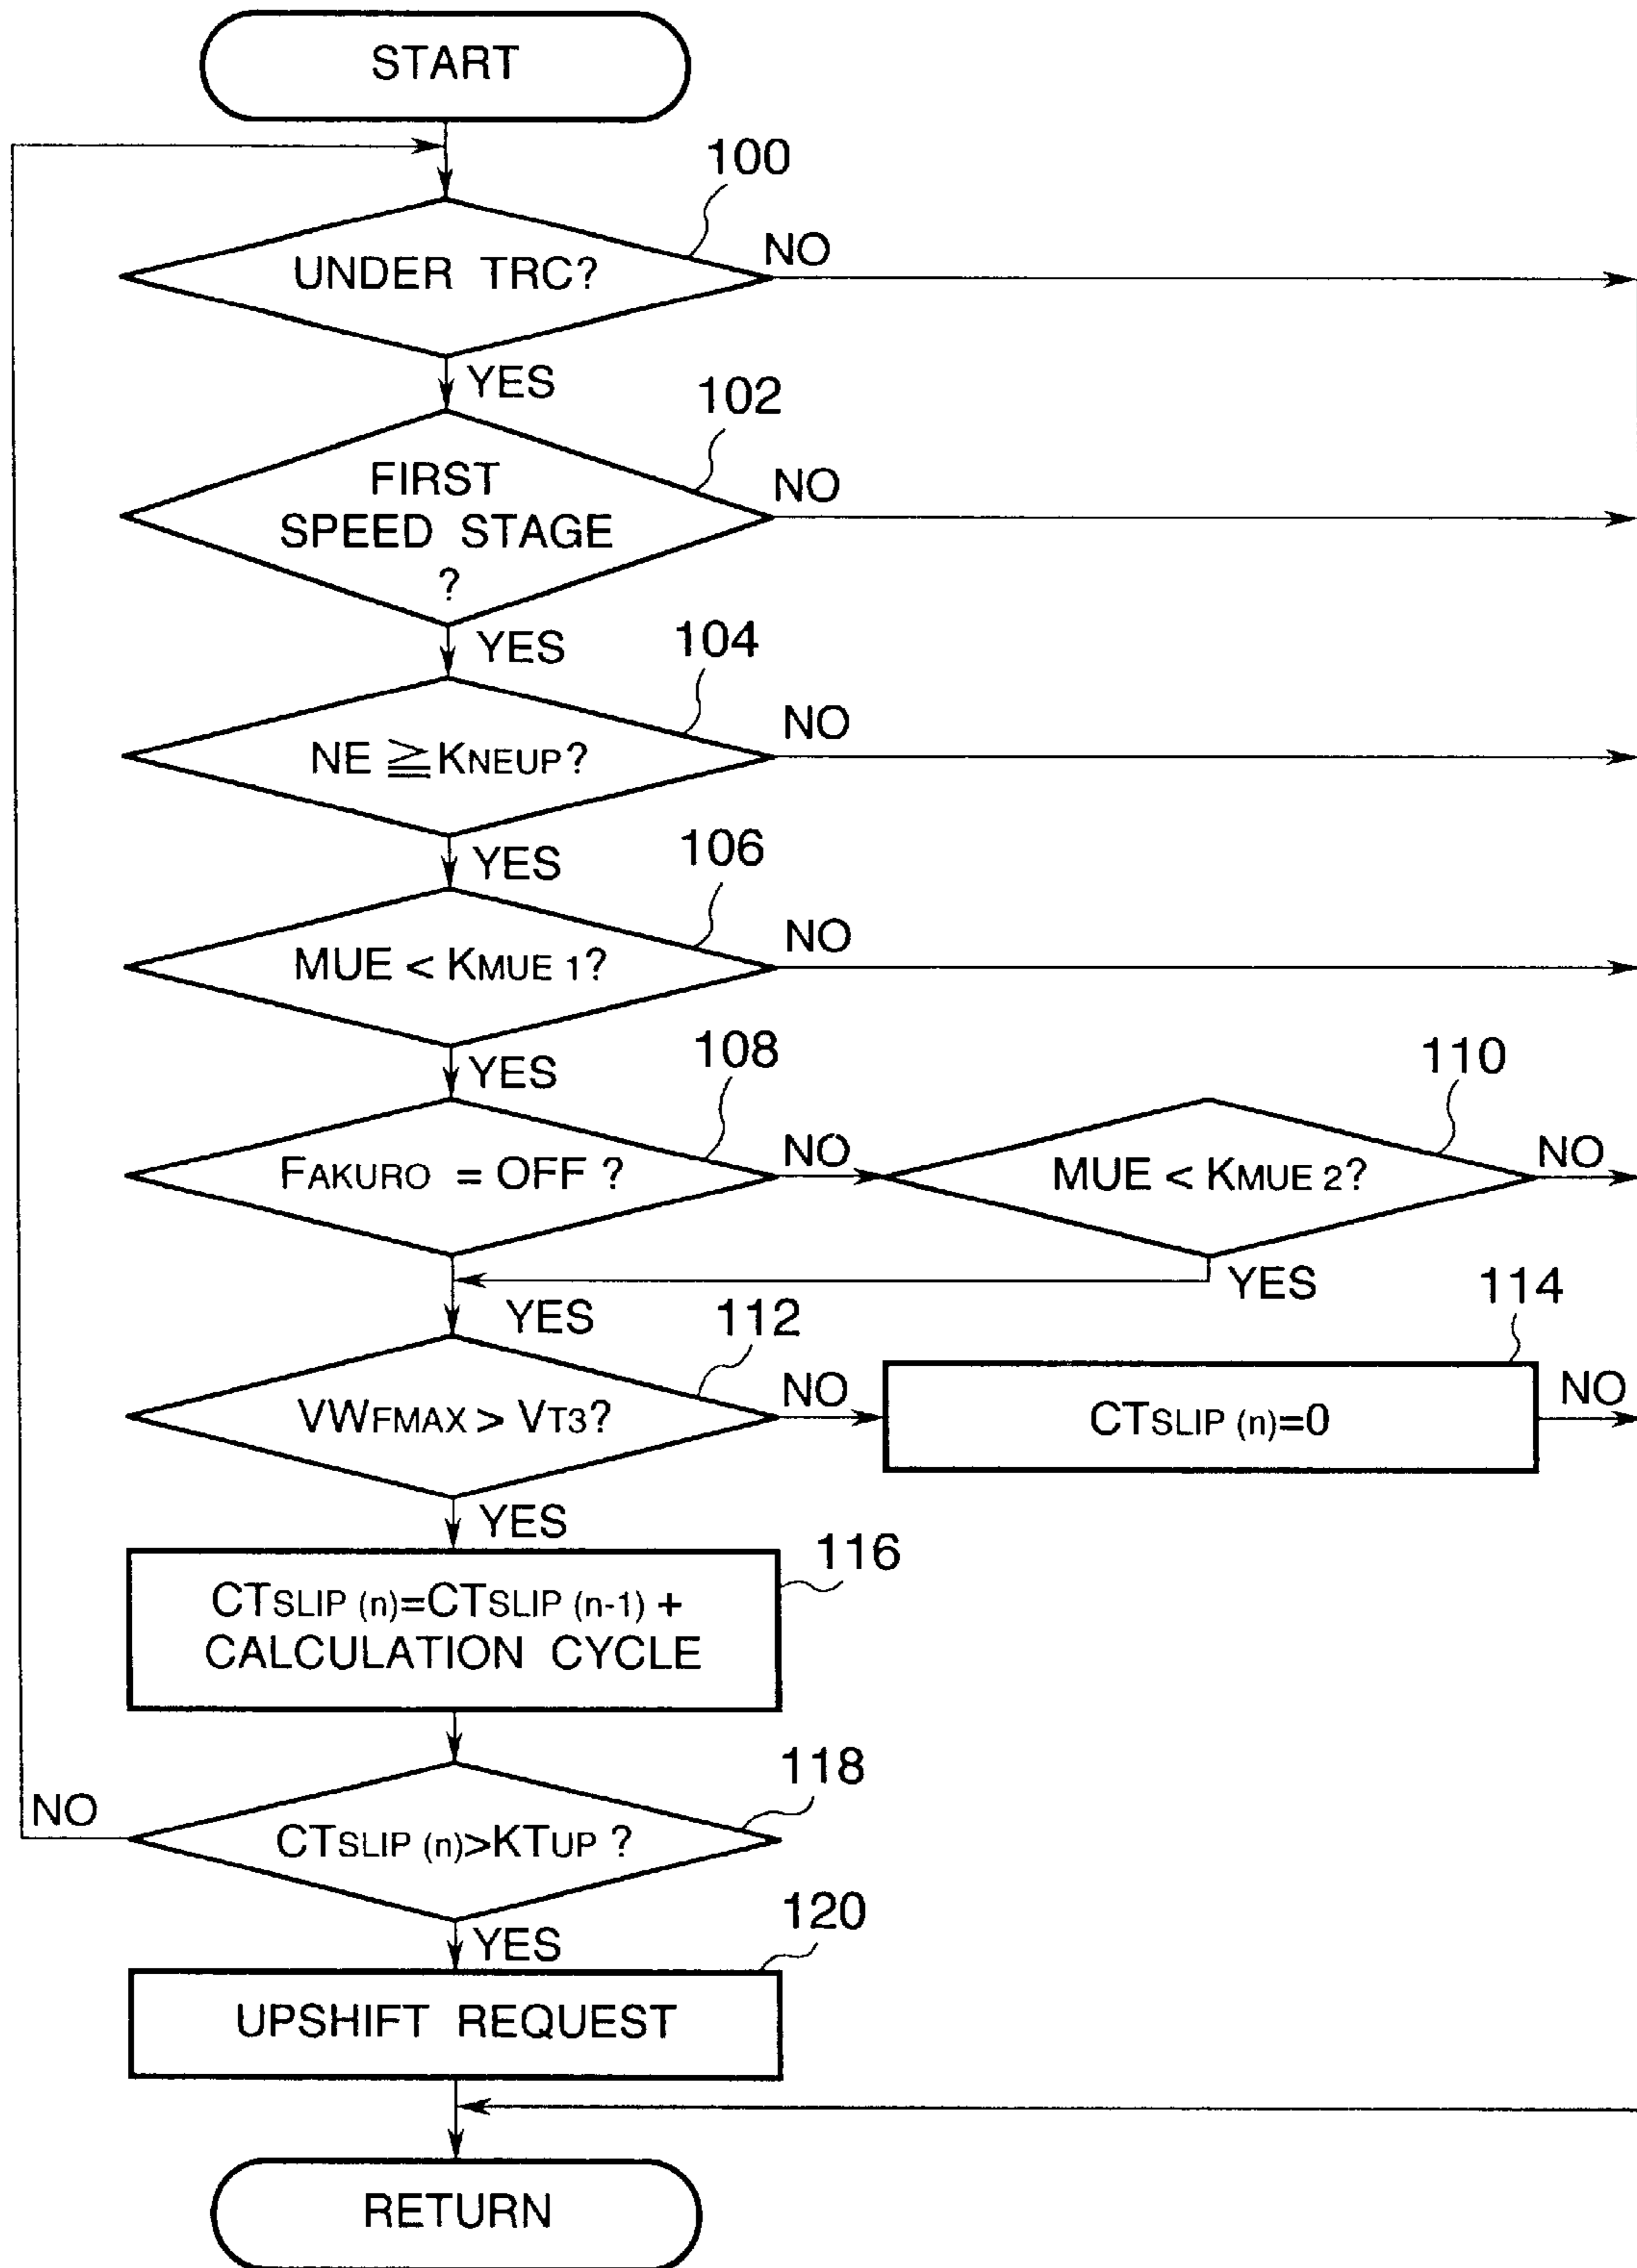 START
100
UNDER TRC?
NO
YES
102
FIRST
SPEED STAGE
?
NO
YES
104
NE ≧ KNEUP?
NO
YES
106
MUE < KMUE 1?
NO
YES
108
FAKURO = OFF ?
NO
110
MUE < KMUE 2?
NO
YES
YES
112
VWFMAX > VT3?
NO
114
CTSLIP (n)=0
NO
YES
116
CTSLIP (n)=CTSLIP (n-1) +
CALCULATION CYCLE
118
CTSLIP (n)>KTUP ?
NO
YES
120
UPSHIFT REQUEST
RETURN